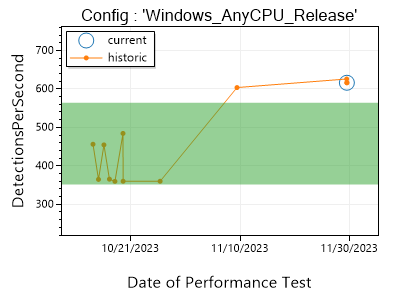 Config : 'Windows_AnyCPU_Release'
current
historic
700
600
500
400
300
DetectionsPerSecond
10/21/2023 11/10/2023 11/30/2023
Date of Performance Test